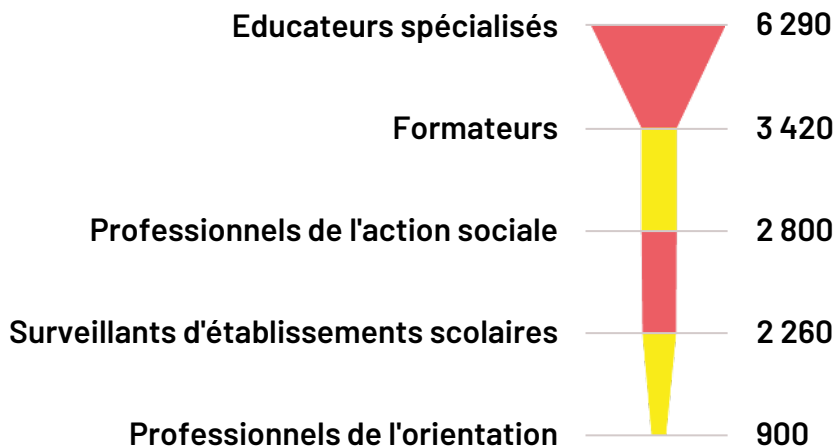 Educateurs spécialisés 6 290
Formateurs 3 420
Professionnels de l'action sociale 2 800
Surveillants d'établissements scolaires 2 260
Professionnels de l'orientation 900